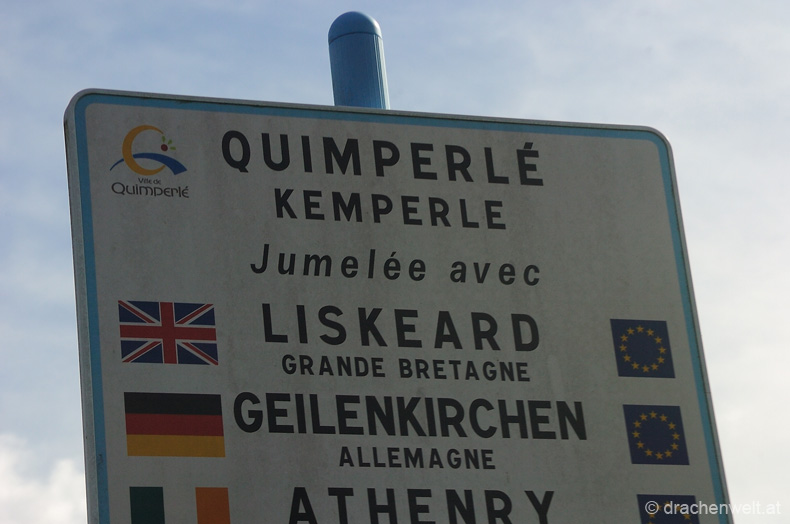 QUIMPERLÉ
Ville de
Quimperlé
KEMPERLE
Jumelée avec
LISKEARD
GRANDE BRETAGNE
GEILENKIRCHEN
ALLEMAGNE
ATHENRY
© drachenwelt.at